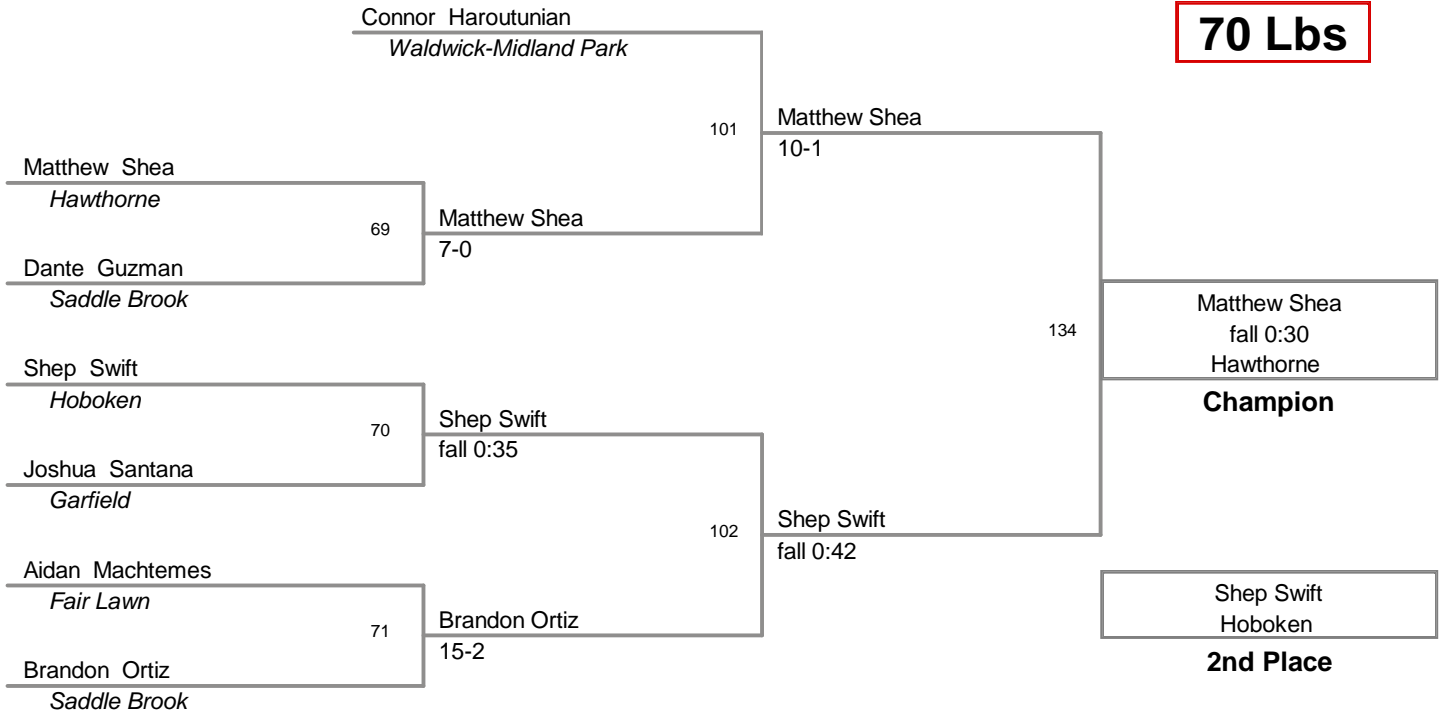 Connor Haroutunian
Waldwick-Midland Park
70 Lbs
101
Matthew Shea
10-1
Matthew Shea
Hawthorne
69
Matthew Shea
7-0
Dante Guzman
Saddle Brook
134
Matthew Shea
fall 0:30
Hawthorne
Champion
Shep Swift
Hoboken
70
Shep Swift
fall 0:35
Joshua Santana
Garfield
102
Shep Swift
fall 0:42
Aidan Machtemes
Fair Lawn
71
Brandon Ortiz
15-2
Brandon Ortiz
Saddle Brook
Shep Swift
Hoboken
2nd Place